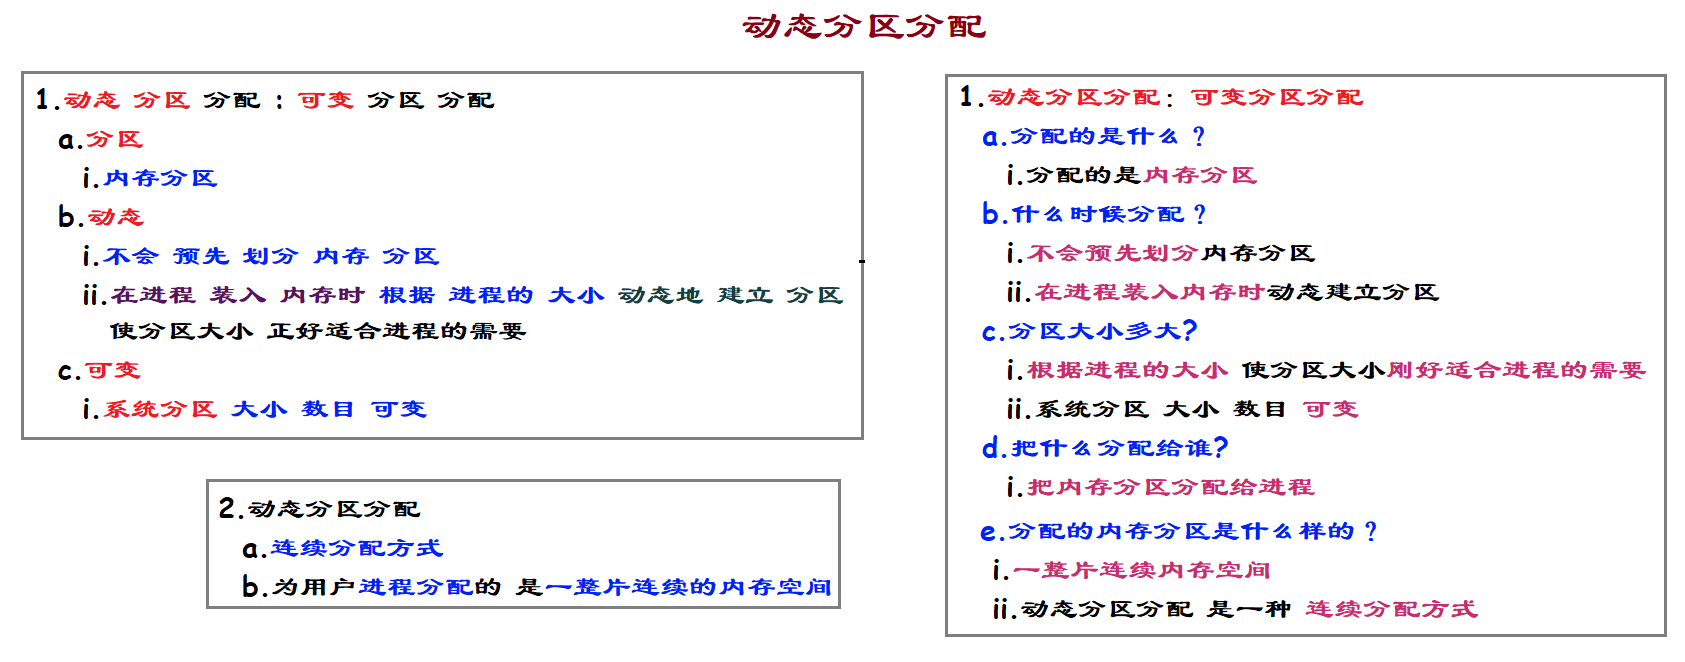 动态分区分配
1.动态 分区 分配 : 可变 分区 分配
a.分区
i.内存分区
b.动态
i.不会 预先 划分 内存 分区
ii.在进程 装入 内存时 根据 进程的 大小 动态地 建立 分区
使分区大小 正好适合进程的需要
c.可变
i.系统分区 大小 数目 可变
2.动态分区分配
a.连续分配方式
b.为用户进程分配的 是一整片连续的内存空间
1.动态分区分配: 可变分区分配
a.分配的是什么?
i.分配的是内存分区
b.什么时候分配?
i.不会预先划分内存分区
ii.在进程装入内存时动态建立分区
c.分区大小多大?
i.根据进程的大小 使分区大小刚好适合进程的需要
ii.系统分区 大小 数目 可变
d.把什么分配给谁?
i.把内存分区分配给进程
e.分配的内存分区是什么样的?
i.一整片连续内存空间
ii.动态分区分配 是一种 连续分配方式